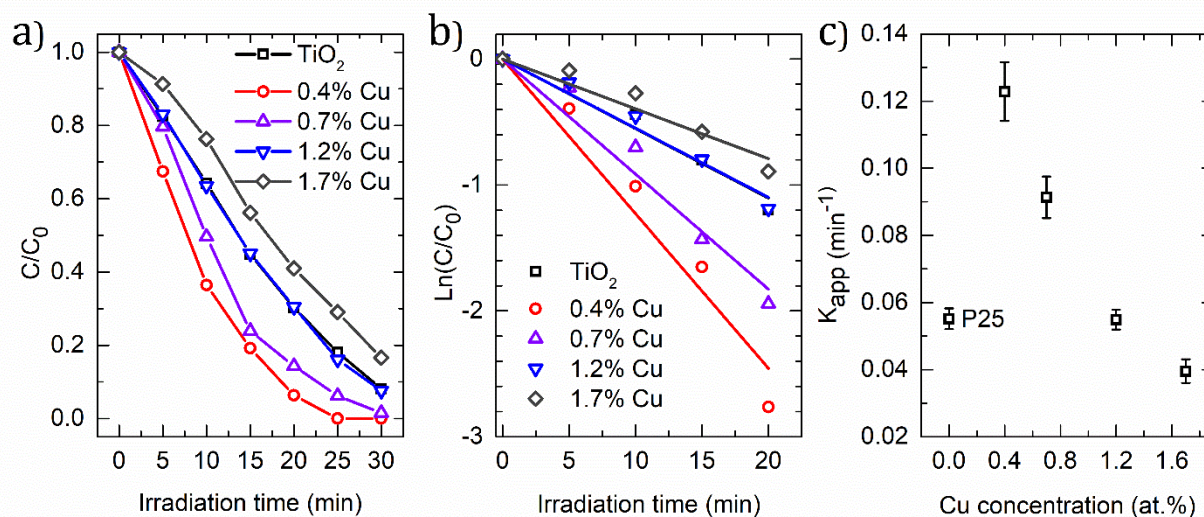 a)
TiO2
0.4% Cu
0.7% Cu
1.2% Cu
1.7% Cu
1.0
0.8
0.6
0.4
0.2
0.0
C/C0
0 5 10 15 20 25 30
Irradiation time (min)
b)
-0
-1
-2
-3
Ln(C/C0)
TiO2
0.4% Cu
0.7% Cu
1.2% Cu
1.7% Cu
0 5 10 15 20
Irradiation time (min)
c)
0.14
0.12
0.10
0.08
0.06
0.04
0.02
Kapp (min-1)
P25
0.0 0.4 0.8 1.2 1.6
Cu concentration (at.%)